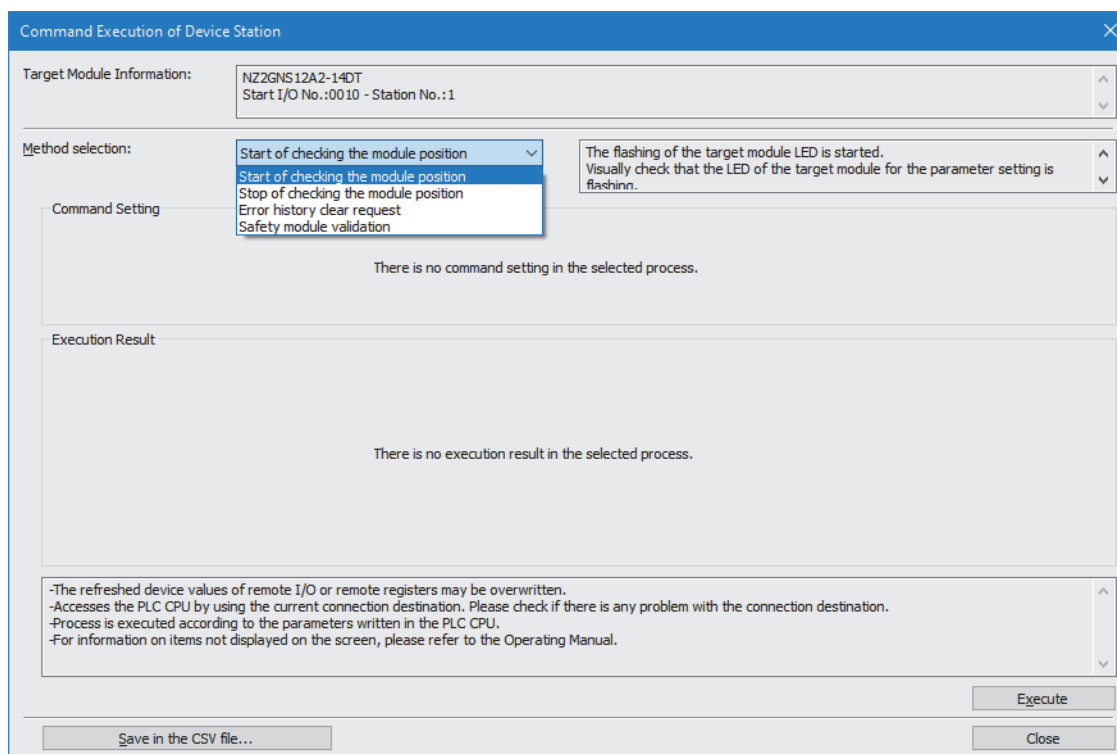 Command Execution of Device Station
Target Module Information:
NZ2GNS12A2-14DT
Start I/O No.:0010 - Station No.:1
Method selection:
Start of checking the module position
The flashing of the target module LED is started.
Visually check that the LED of the target module for the parameter setting is
flashing.
Start of checking the module position
Stop of checking the module position
Error history clear request
Safety module validation
Command Setting
There is no command setting in the selected process.
Execution Result
There is no execution result in the selected process.
-The refreshed device values of remote I/O or remote registers may be overwritten.
-Accesses the PLC CPU by using the current connection destination. Please check if there is any problem with the connection destination.
-Process is executed according to the parameters written in the PLC CPU.
-For information on items not displayed on the screen, please refer to the Operating Manual.
Execute
Save in the CSV file...
Close